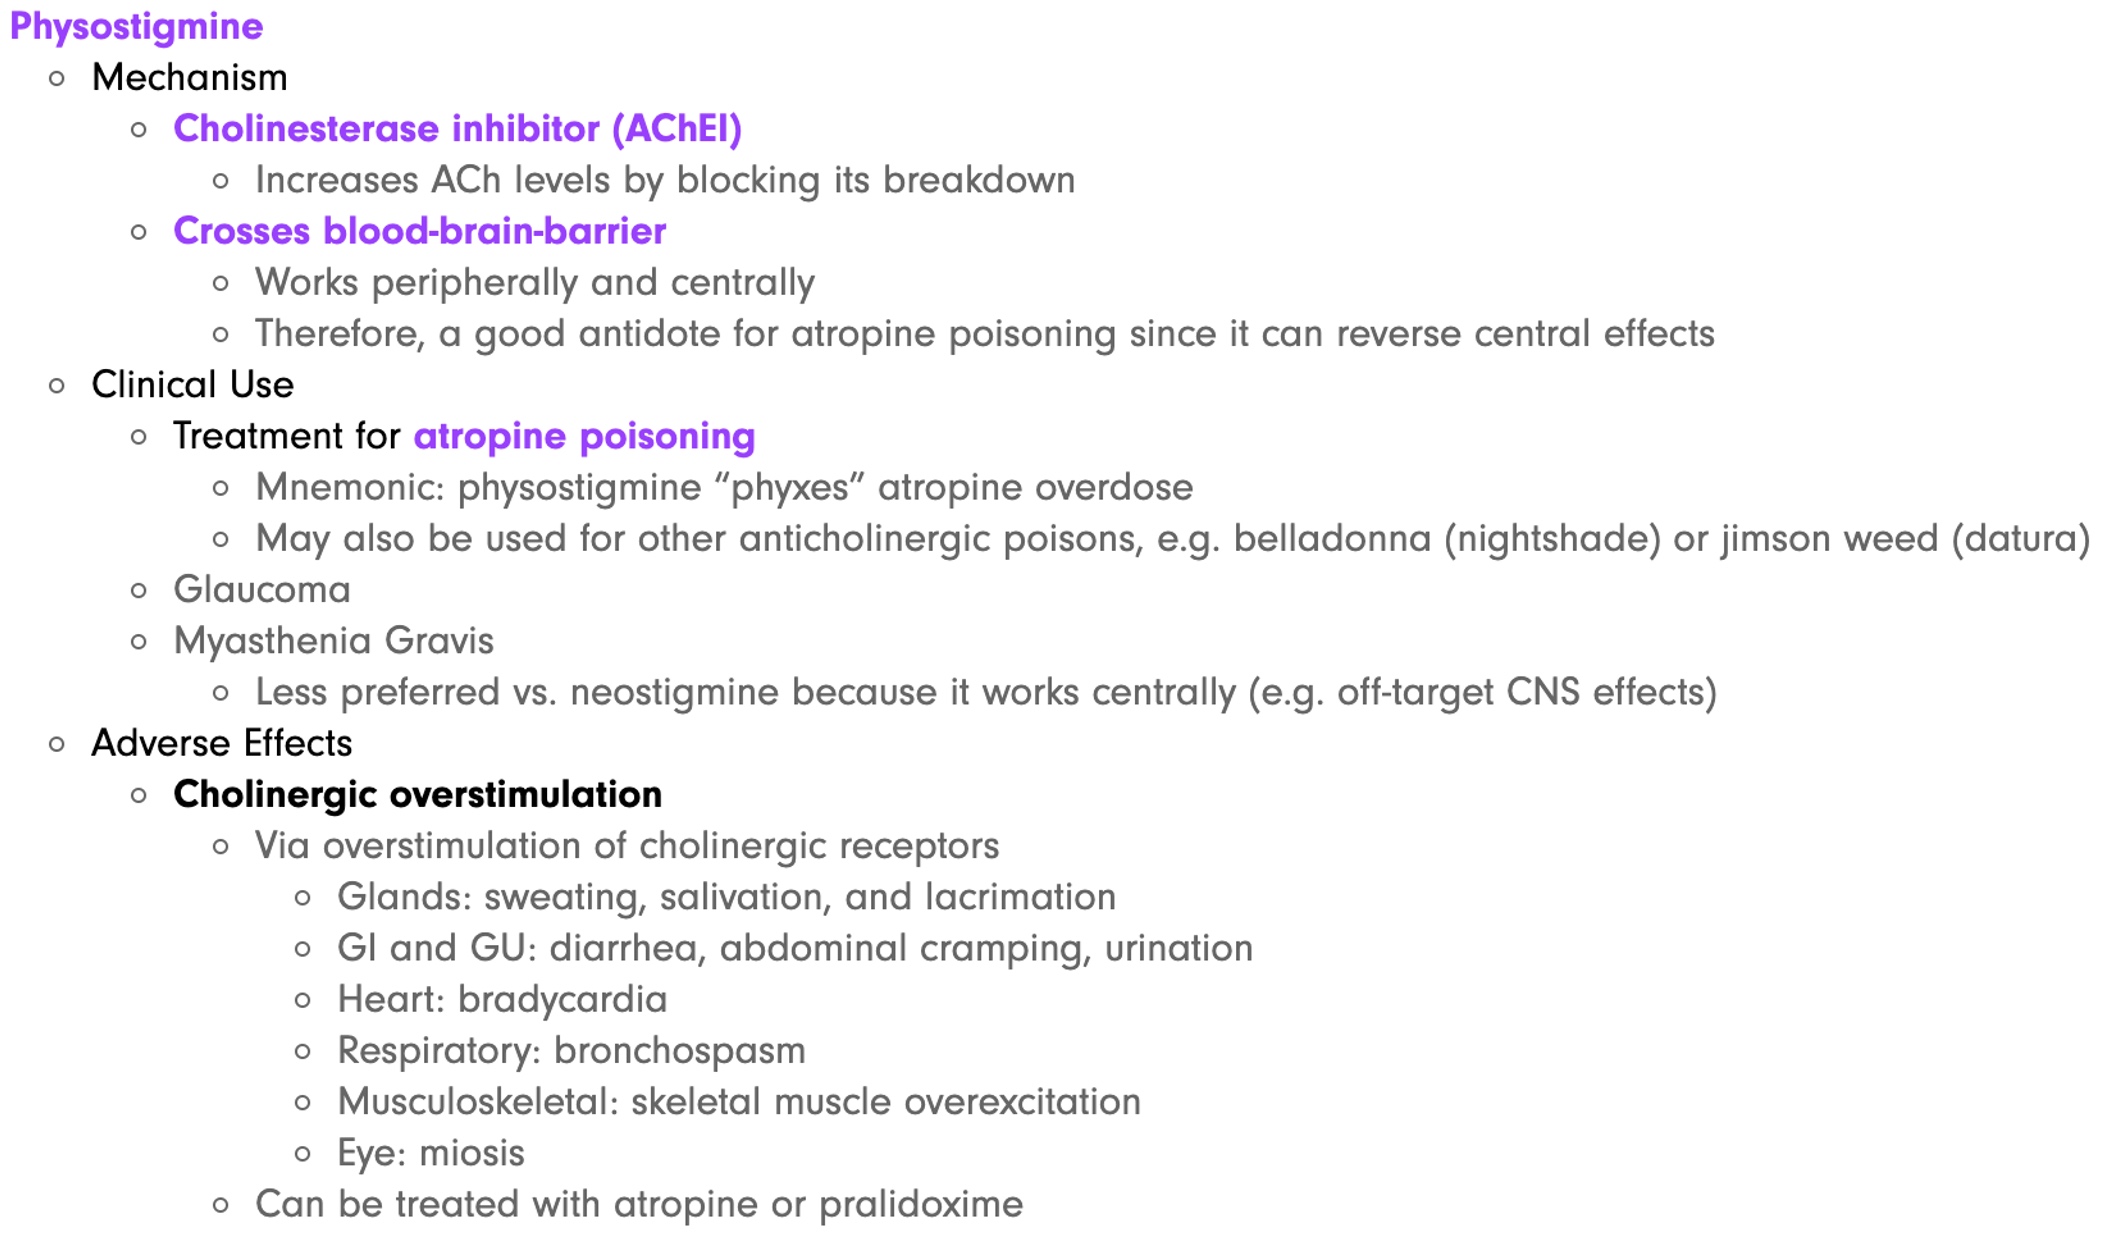 Physostigmine
Mechanism
Cholinesterase inhibitor (AChEI)
Increases ACh levels by blocking its breakdown
Crosses blood-brain-barrier
Works peripherally and centrally
Therefore, a good antidote for atropine poisoning since it can reverse central effects
Clinical Use
Treatment for atropine poisoning
Mnemonic: physostigmine “phyxes” atropine overdose
May also be used for other anticholinergic poisons, e.g. belladonna (nightshade) or jimson weed (datura)
Glaucoma
Myasthenia Gravis
Less preferred vs. neostigmine because it works centrally (e.g. off-target CNS effects)
Adverse Effects
Cholinergic overstimulation
Via overstimulation of cholinergic receptors
Glands: sweating, salivation, and lacrimation
GI and GU: diarrhea, abdominal cramping, urination
Heart: bradycardia
Respiratory: bronchospasm
Musculoskeletal: skeletal muscle overexcitation
Eye: miosis
Can be treated with atropine or pralidoxime